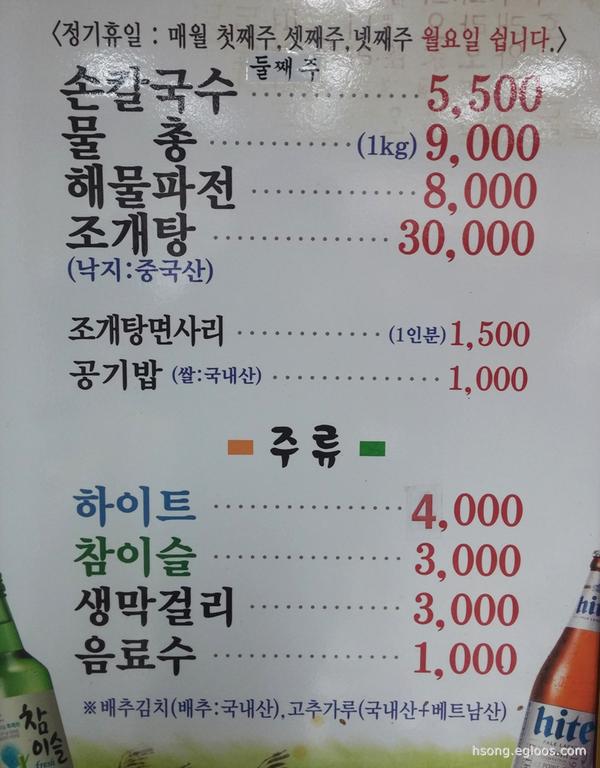 〈정기휴일 : 매월 첫째주,셋째주,넷째주 월요일 쉽니다.〉
둘째 주
손칼국수 5,500
물 총 (1kg) 9,000
해물파전 8,000
조개탕 30,000
(낙지:중국산)
조개탕면사리 (1인분) 1,500
공기밥 (쌀:국내산) 1,000
주류
하이트 4,000
참이슬 3,000
생막걸리 3,000
음료수 1,000
※배추김치(배추:국내산),고추가루(국내산+베트남산)
참이슬
fresh
hite
hite
hsong.egloos.com